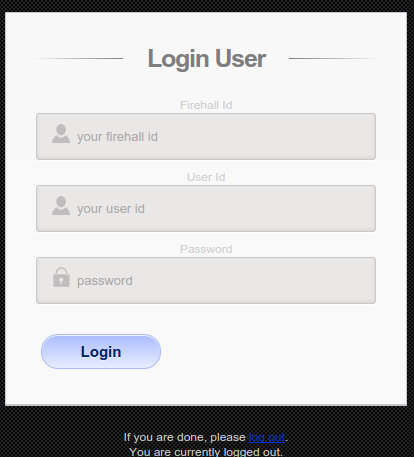 Login User
Firehall Id
your firehall id
User Id
your user id
Password
password
Login
If you are done, please log out.
You are currently logged out.